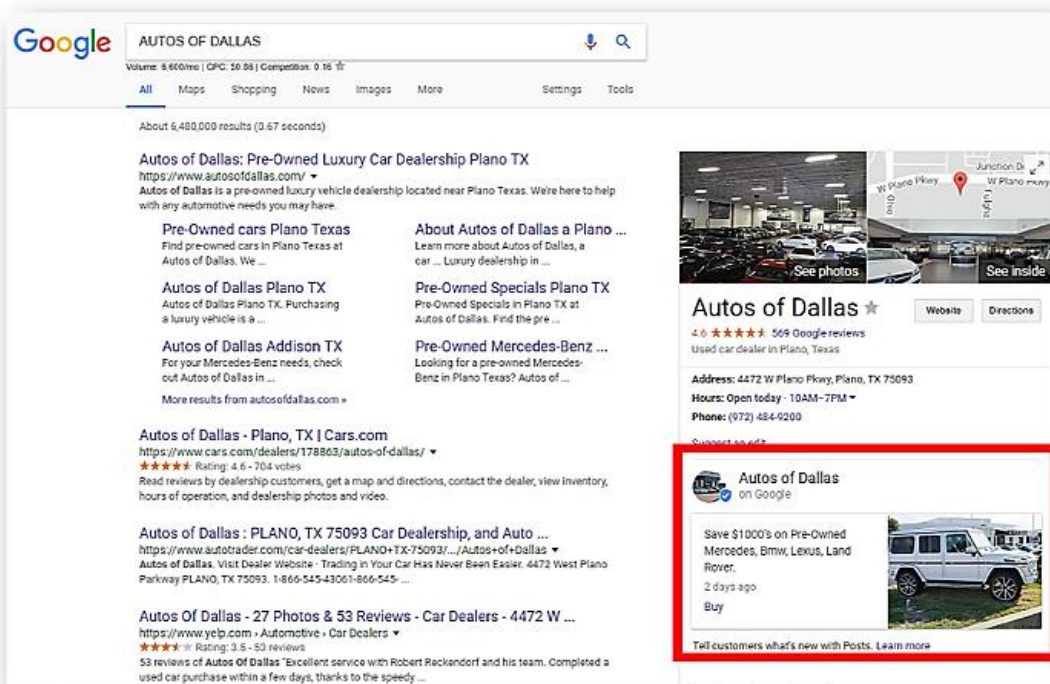 Google
AUTOS OF DALLAS
Volume: 6,600/mo | CPC: $0.86 | Competition: 0.16
All Maps Shopping News Images More Settings Tools
About 6,480,000 results (0.67 seconds)
Autos of Dallas: Pre-Owned Luxury Car Dealership Plano TX
https://www.autosofdallas.com/
Autos of Dallas is a pre-owned luxury vehicle dealership located near Plano Texas. We're here to help
with any automotive needs you may have.
Pre-Owned cars Plano Texas
Find pre-owned cars in Plano Texas at
Autos of Dallas. We ...
About Autos of Dallas a Plano ...
Learn more about Autos of Dallas, a
car ... Luxury dealership in ...
Autos of Dallas Plano TX
Autos of Dallas Plano TX. Purchasing
a luxury vehicle is a ...
Pre-Owned Specials Plano TX
Pre-Owned Specials in Plano TX at
Autos of Dallas. Find the pre ...
Autos of Dallas Addison TX
For your Mercedes-Benz needs, check
out Autos of Dallas in ...
Pre-Owned Mercedes-Benz ...
Looking for a pre-owned Mercedes-
Benz in Plano Texas? Autos of ...
More results from autosofdallas.com »
Autos of Dallas - Plano, TX | Cars.com
https://www.cars.com/dealers/178863/autos-of-dallas/
Rating: 4.6 - 704 votes
Read reviews by dealership customers, get a map and directions, contact the dealer, view inventory,
hours of operation, and dealership photos and video.
Autos of Dallas : PLANO, TX 75093 Car Dealership, and Auto ...
https://www.autotrader.com/car-dealers/PLANO+TX-75093/.../Autos+of+Dallas
Autos of Dallas. Visit Dealer Website · Trading in Your Car Has Never Been Easier. 4472 West Plano
Parkway PLANO, TX 75093. 1-866-545-43061-866-545- ...
Autos Of Dallas - 27 Photos & 53 Reviews - Car Dealers - 4472 W ...
https://www.yelp.com › Automotive › Car Dealers
Rating: 3.5 - 53 reviews
53 reviews of Autos Of Dallas "Excellent service with Robert Reckendorf and his team. Completed a
used car purchase within a few days, thanks to the speedy ...
Junction Dr
W Plano Pkwy
W Plano Pkwy
Ohio
See photos
See inside
Autos of Dallas
Website
Directions
4.6 569 Google reviews
Used car dealer in Plano, Texas
Address: 4472 W Plano Pkwy, Plano, TX 75093
Hours: Open today · 10AM–7PM
Phone: (972) 484-9200
Suggest an edit
Autos of Dallas
on Google
Save $1000's on Pre-Owned
Mercedes, Bmw, Lexus, Land
Rover.
2 days ago
Buy
Tell customers what's new with Posts. Learn more